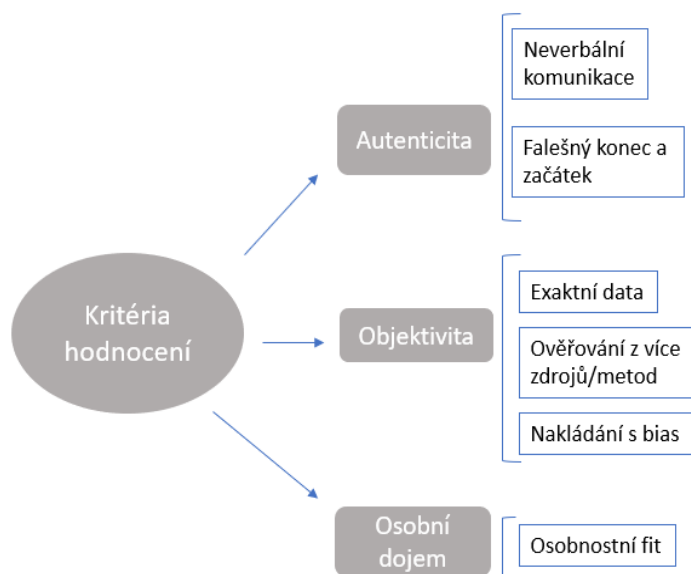 Kritéria
hodnocení
Autenticita
Neverbální
komunikace
Falešný konec a
začátek
Objektivita
Exaktní data
Ověřování z více
zdrojů/metod
Nakládání s bias
Osobní
dojem
Osobnostní fit